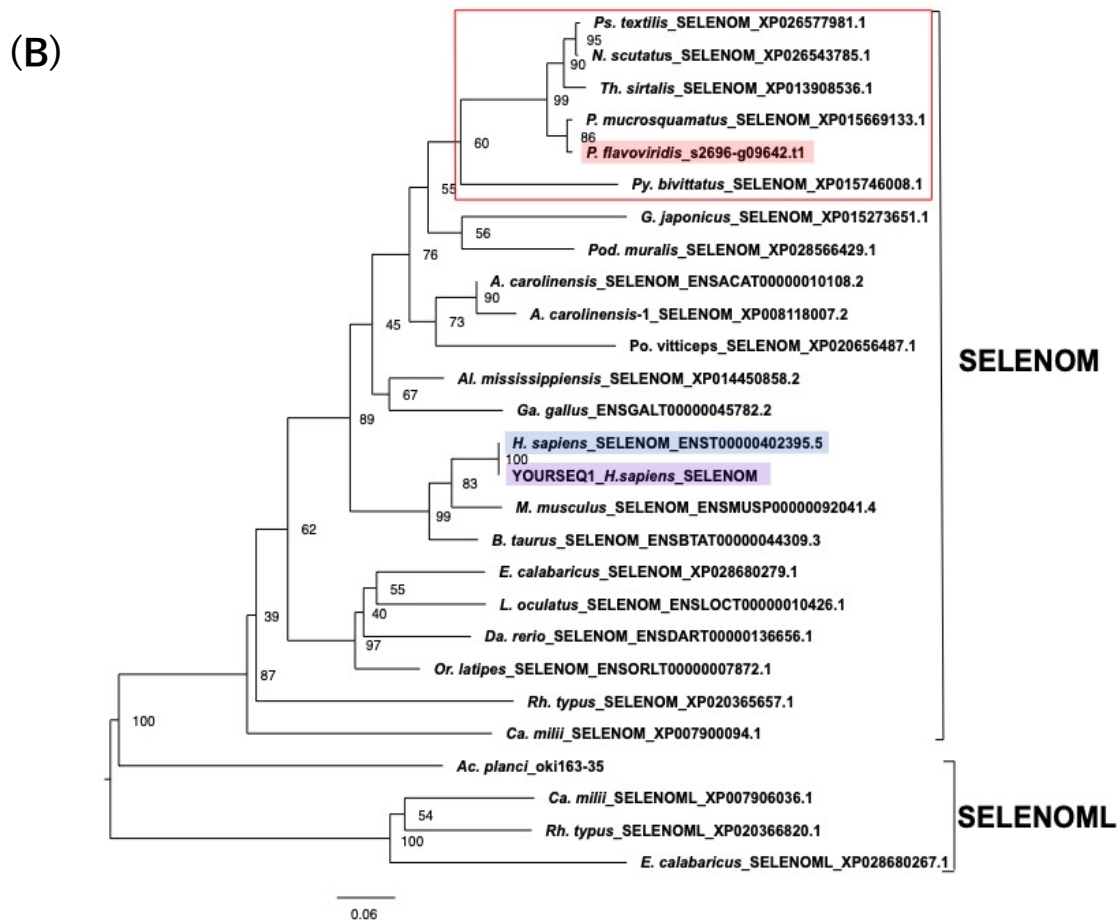 (B)
Ps. textilis_SELENOM_XP026577981.1
95
N. scutatus_SELENOM_XP026543785.1
90
Th. sirtalis_SELENOM_XP013908536.1
99
P. mucrosquamatus_SELENOM_XP015669133.1
86
60
P. flavoviridis_s2696-g09642.t1
Py. bivittatus_SELENOM_XP015746008.1
55
G. japonicus_SELENOM_XP015273651.1
56
Pod. muralis_SELENOM_XP028566429.1
76
A. carolinensis_SELENOM_ENSACAT00000010108.2
90
A. carolinensis-1_SELENOM_XP008118007.2
73
45
Po. vitticeps_SELENOM_XP020656487.1
SELENOM
Al. mississippiensis_SELENOM_XP014450858.2
67
Ga. gallus_ENSGALT00000045782.2
89
H. sapiens_SELENOM_ENST00000402395.5
100
YOURSEQ1_H.sapiens_SELENOM
83
M. musculus_SELENOM_ENSMUSP00000092041.4
99
62
B. taurus_SELENOM_ENSBTAT00000044309.3
E. calabaricus_SELENOM_XP028680279.1
55
L. oculatus_SELENOM_ENSLOCT00000010426.1
40
39
Da. rerio_SELENOM_ENSDART00000136656.1
97
Or. latipes_SELENOM_ENSORLT00000007872.1
87
Rh. typus_SELENOM_XP020365657.1
100
Ca. milii_SELENOM_XP007900094.1
Ac. planci_oki163-35
Ca. milii_SELENOML_XP007906036.1
54
SELENOML
Rh. typus_SELENOML_XP020366820.1
100
E. calabaricus_SELENOML_XP028680267.1
0.06